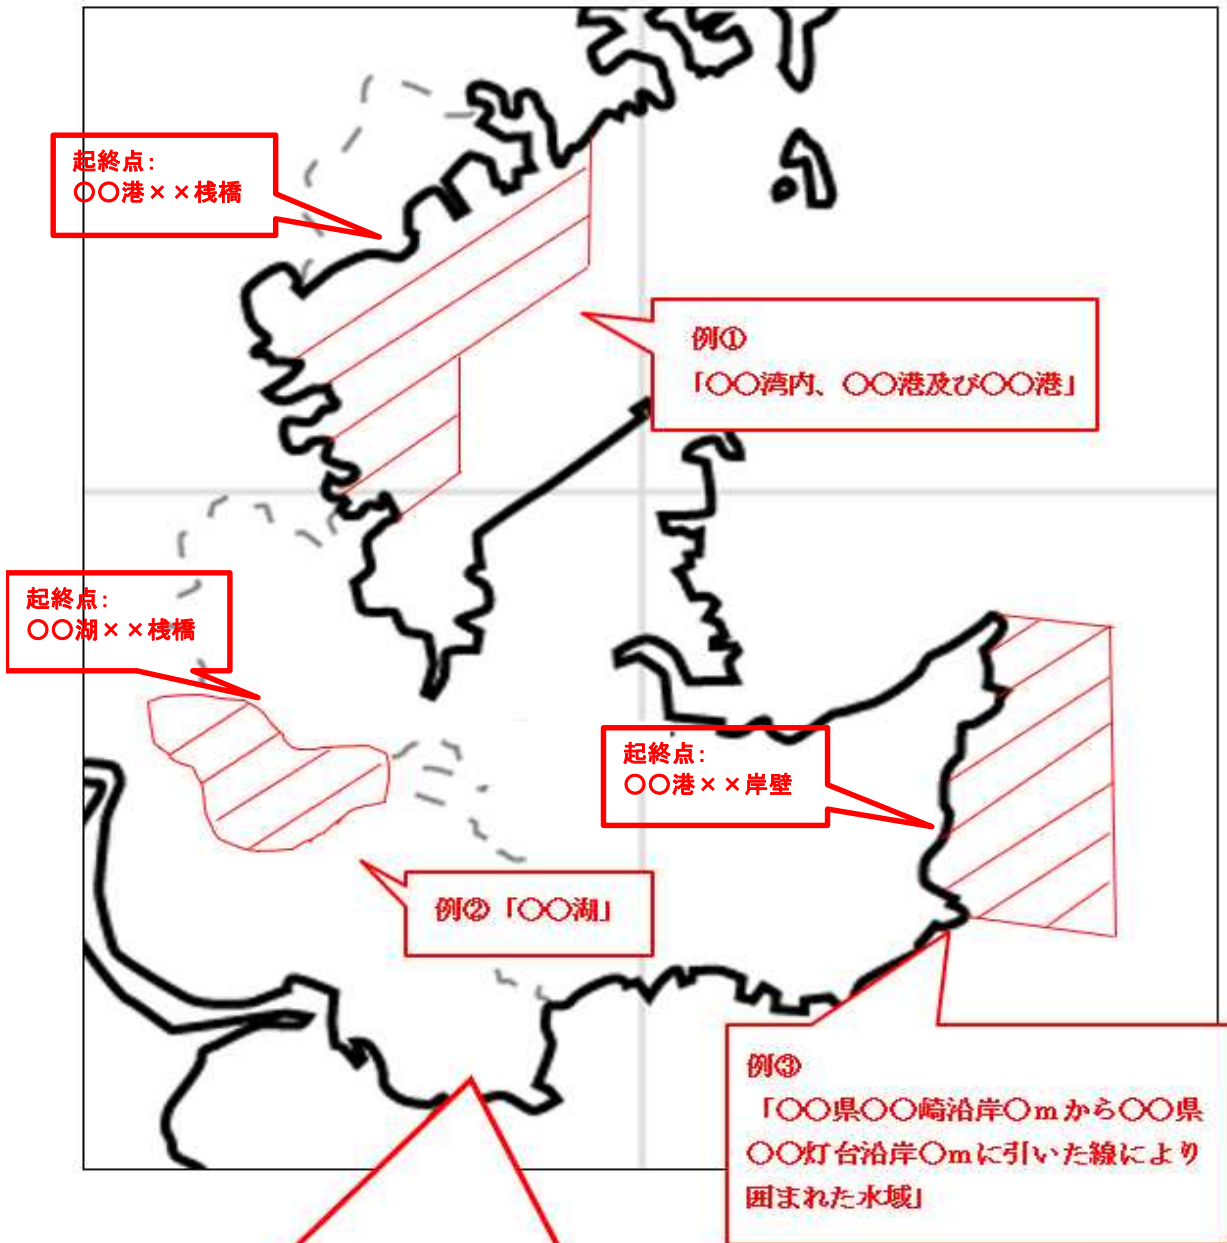 起終点:
〇〇港××桟橋
例①
「〇〇湾内、〇〇港及び〇〇港」
起終点:
〇〇湖××桟橋
起終点:
〇〇港××岸壁
例②「〇〇湖」
例③
「〇〇県〇〇崎沿岸〇mから〇〇県
〇〇灯台沿岸〇mに引いた線により
囲まれた水域」